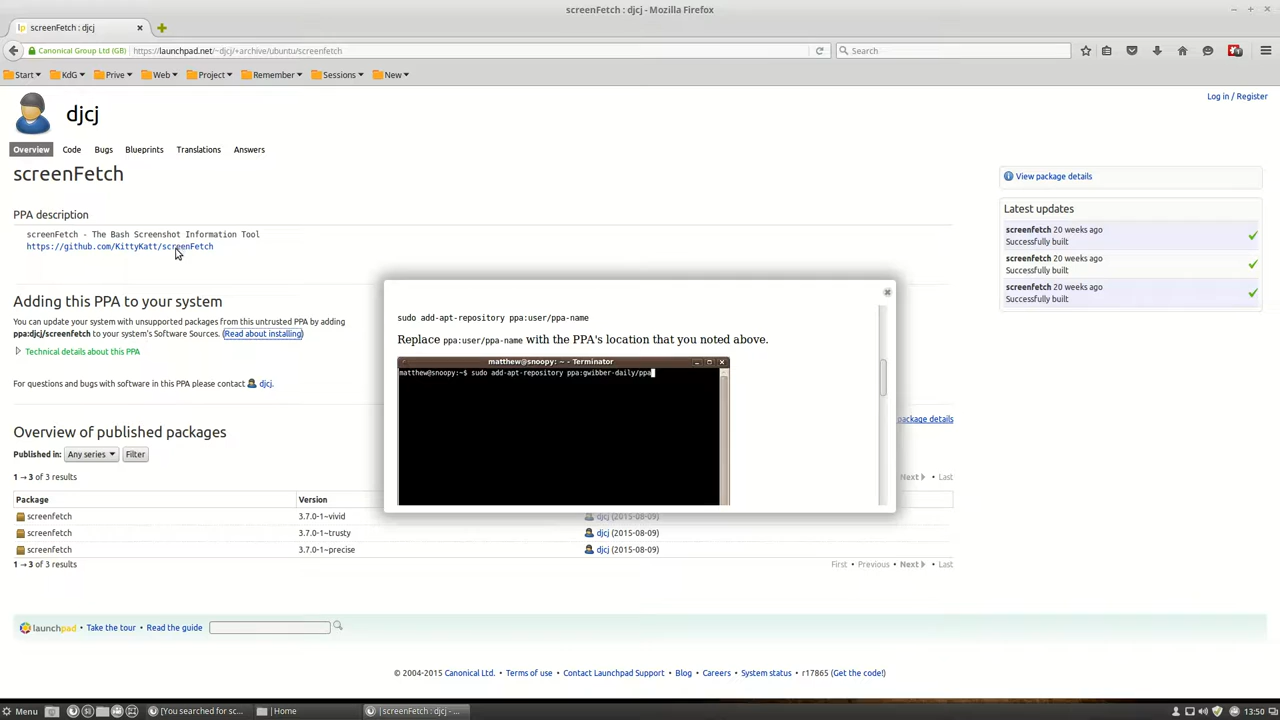 screenFetch : djcj - Mozilla Firefox
screenFetch : djcj
Canonical Group Ltd (GB) https://launchpad.net/~djcj/+archive/ubuntu/screenfetch
Search
Start KdG Prive Web Project Remember Sessions New
djcj
Log in / Register
Overview Code Bugs Blueprints Translations Answers
screenFetch
View package details
PPA description
Latest updates
screenFetch - The Bash Screenshot Information Tool
https://github.com/KittyKatt/screenFetch
screenfetch 20 weeks ago
Successfully built
screenfetch 20 weeks ago
Successfully built
screenfetch 20 weeks ago
Successfully built
Adding this PPA to your system
You can update your system with unsupported packages from this untrusted PPA by adding
ppa:djcj/screenfetch to your system's Software Sources. (Read about installing)
Technical details about this PPA
For questions and bugs with software in this PPA please contact djcj.
sudo add-apt-repository ppa:user/ppa-name
Replace ppa:user/ppa-name with the PPA's location that you noted above.
matthew@snoopy: ~ - Terminator
matthew@snoopy:~$ sudo add-apt-repository ppa:gwibber-daily/ppa
package details
Overview of published packages
Published in: Any series Filter
1 → 3 of 3 results
Next • Last
Package Version
screenfetch 3.7.0-1~vivid djcj (2015-08-09)
screenfetch 3.7.0-1~trusty djcj (2015-08-09)
screenfetch 3.7.0-1~precise djcj (2015-08-09)
1 → 3 of 3 results
First • Previous • Next • Last
launchpad • Take the tour • Read the guide
© 2004-2015 Canonical Ltd. • Terms of use • Contact Launchpad Support • Blog • Careers • System status • r17865 (Get the code!)
Menu [You searched for sc... Home [screenFetch : djcj - ... 13:50